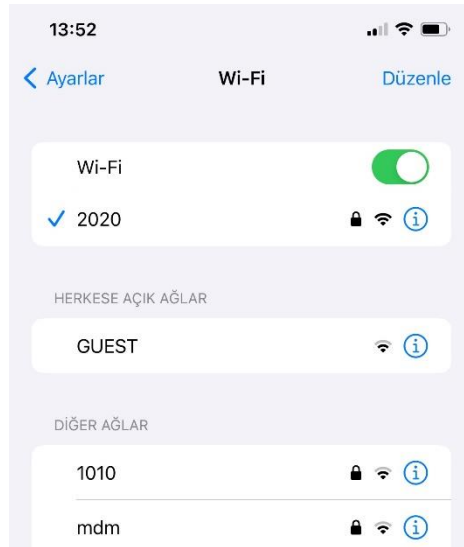 13:52
Ayarlar Wi-Fi Düzenle
Wi-Fi
2020
HERKESE AÇIK AĞLAR
GUEST
DİĞER AĞLAR
1010
mdm